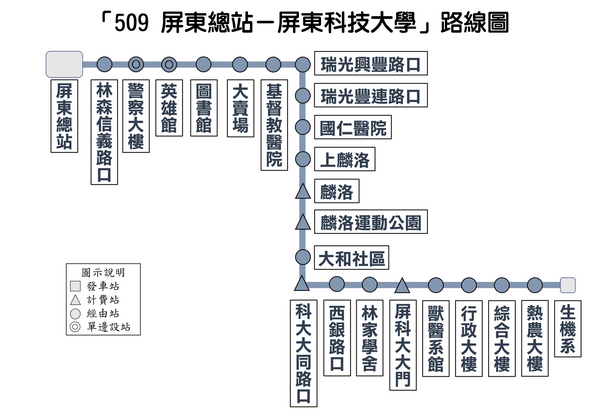 「509 屏東總站－屏東科技大學」路線圖
屏東總站
林森信義路口
警察大樓
英雄館
圖書館
大賣場
基督教醫院
瑞光興豐路口
瑞光豐連路口
國仁醫院
上麟洛
麟洛
麟洛運動公園
大和社區
科大大同路口
西銀路口
林家學舍
屏科大大門
獸醫系館
行政大樓
綜合大樓
熱農大樓
生機系
圖示說明
發車站
計費站
經由站
單邊設站